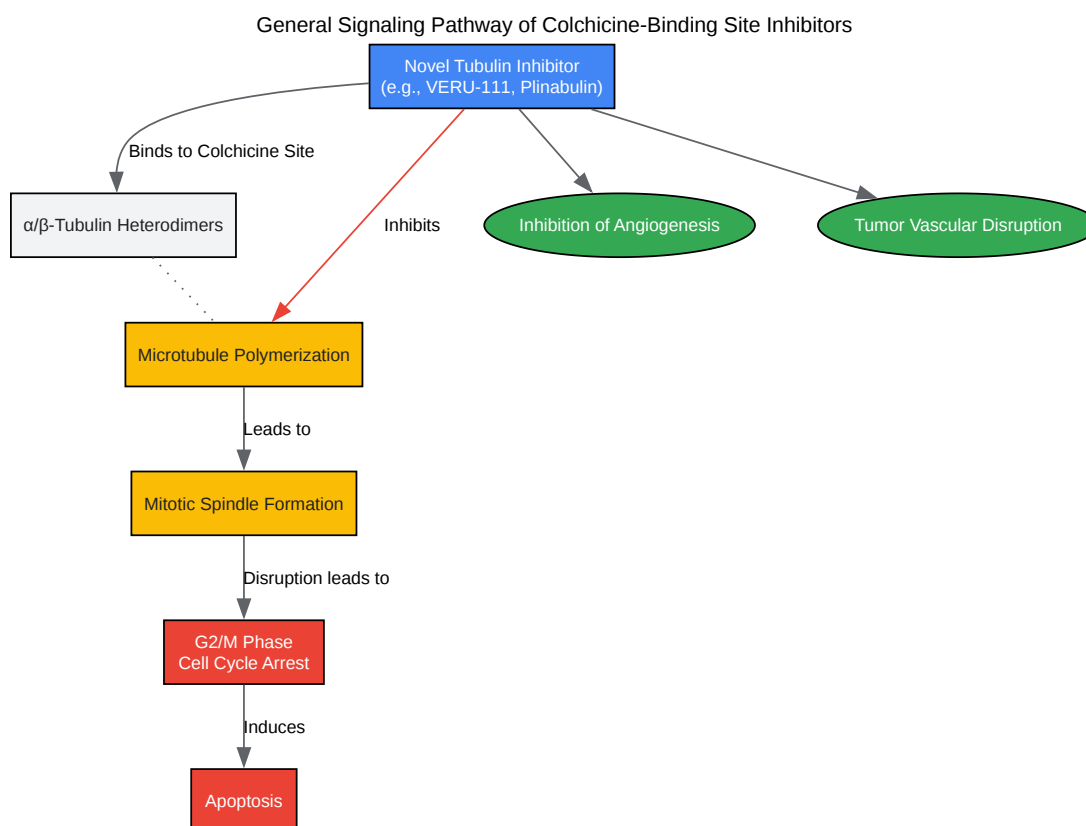 General Signaling Pathway of Colchicine-Binding Site Inhibitors
Novel Tubulin Inhibitor
(e.g., VERU-111, Plinabulin)
Binds to Colchicine Site
α/β-Tubulin Heterodimers
Inhibits
Inhibition of Angiogenesis
Tumor Vascular Disruption
Microtubule Polymerization
Leads to
Mitotic Spindle Formation
Disruption leads to
G2/M Phase
Cell Cycle Arrest
Induces
Apoptosis